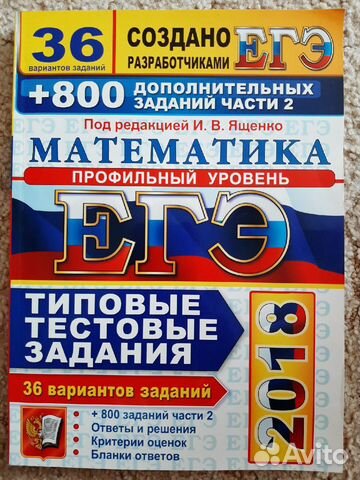 36
вариантов заданий
СОЗДАНО
РАЗРАБОТЧИКАМИ
ЕГЭ
+800 ДОПОЛНИТЕЛЬНЫХ
ЗАДАНИЙ ЧАСТИ 2
Под редакцией И. В. Ященко
МАТЕМАТИКА
ПРОФИЛЬНЫЙ УРОВЕНЬ
ЕГЭ
ТИПОВЫЕ
ТЕСТОВЫЕ
ЗАДАНИЯ
2018
36 вариантов заданий
+ 800 заданий части 2
Ответы и решения
Критерии оценок
Бланки ответов
Avito